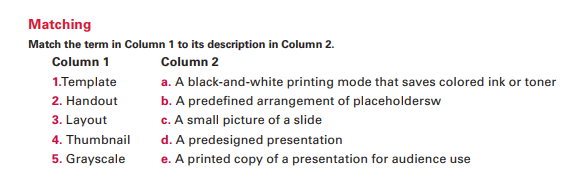 Matching
Match the term in Column 1 to its description in Column 2.
Column 1 Column 2
1.Template a. A black-and-white printing mode that saves colored ink or toner
2. Handout b. A predefined arrangement of placeholdersw
3. Layout c. A small picture of a slide
4. Thumbnail d. A predesigned presentation
5. Grayscale e. A printed copy of a presentation for audience use